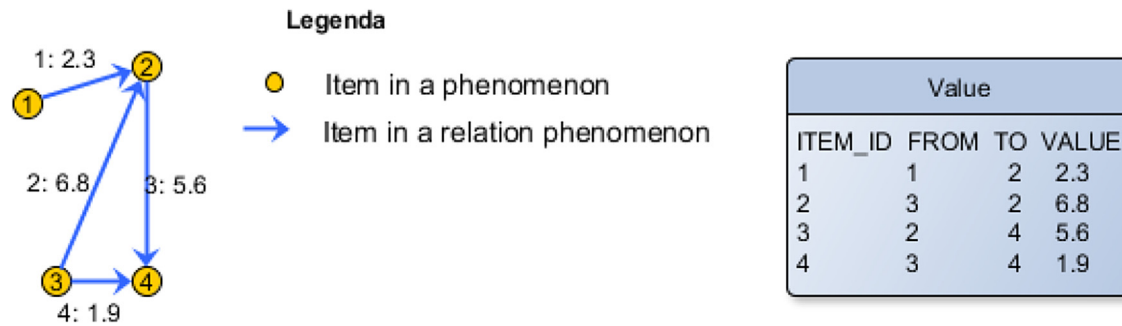 Legenda
1: 2.3
2
1
Item in a phenomenon
Item in a relation phenomenon
2: 6.8
3: 5.6
3
4
4: 1.9
Value
ITEM_ID FROM TO VALUE
1 1 2 2.3
2 3 2 6.8
3 2 4 5.6
4 3 4 1.9